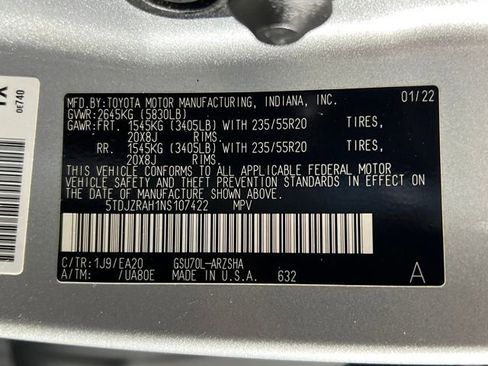 MFD.BY:TOYOTA MOTOR MANUFACTURING, INDIANA, INC. 01/22
GVWR:2645KG (5830LB)
GAWR:FRT. 1545KG (3405LB) WITH 235/55R20 TIRES,
20X8J RIMS.
RR. 1545KG (3405LB) WITH 235/55R20 TIRES,
20X8J RIMS.
THIS VEHICLE CONFORMS TO ALL APPLICABLE FEDERAL MOTOR
VEHICLE SAFETY AND THEFT PREVENTION STANDARDS IN EFFECT
ON THE DATE OF MANUFACTURE SHOWN ABOVE.
5TDJZRAH1NS107422 MPV
C/TR:1J9/EA20 GSU70L-ARZSHA
A/TM: /UA80E MADE IN U.S.A. 632 A
0E740